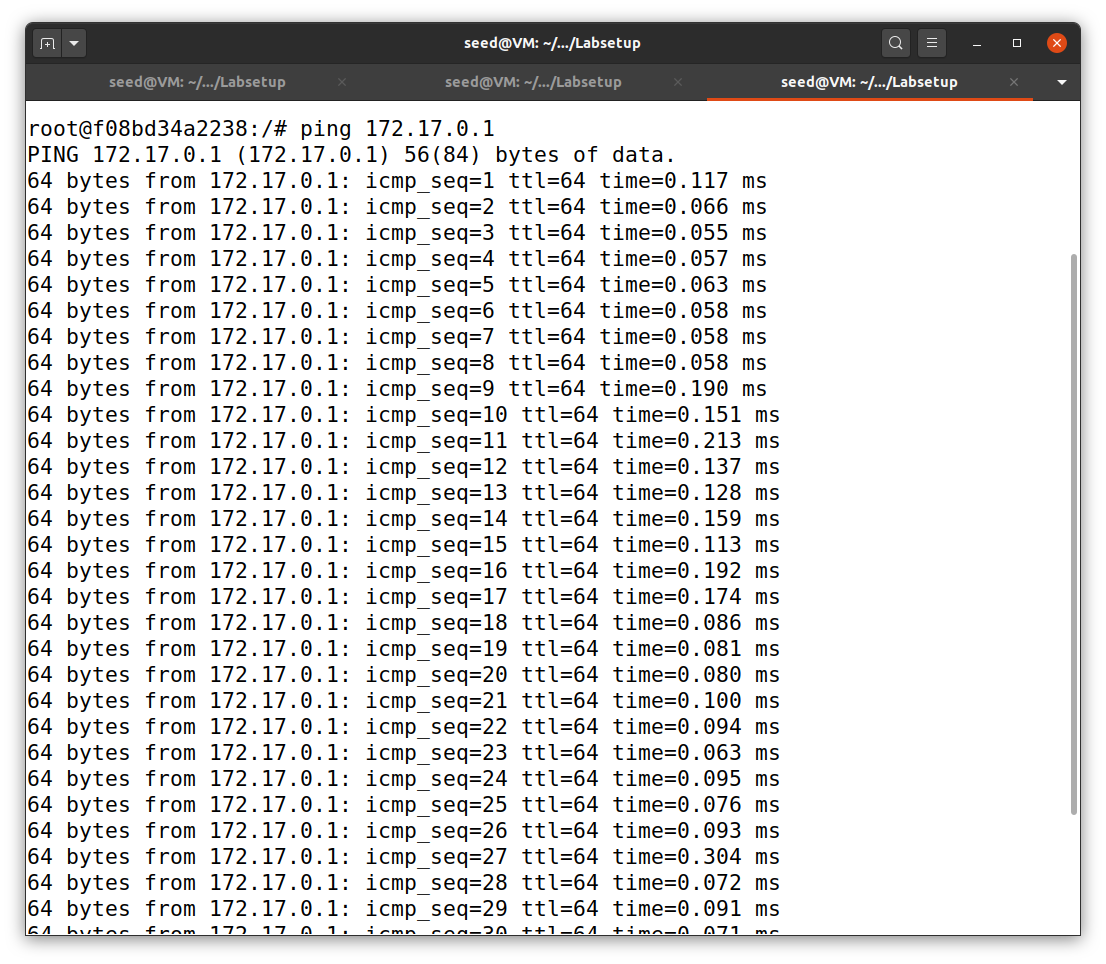 seed@VM: ~/.../Labsetup
seed@VM: ~/.../Labsetup
seed@VM: ~/.../Labsetup
seed@VM: ~/.../Labsetup
root@f08bd34a2238:/# ping 172.17.0.1
PING 172.17.0.1 (172.17.0.1) 56(84) bytes of data.
64 bytes from 172.17.0.1: icmp_seq=1 ttl=64 time=0.117 ms
64 bytes from 172.17.0.1: icmp_seq=2 ttl=64 time=0.066 ms
64 bytes from 172.17.0.1: icmp_seq=3 ttl=64 time=0.055 ms
64 bytes from 172.17.0.1: icmp_seq=4 ttl=64 time=0.057 ms
64 bytes from 172.17.0.1: icmp_seq=5 ttl=64 time=0.063 ms
64 bytes from 172.17.0.1: icmp_seq=6 ttl=64 time=0.058 ms
64 bytes from 172.17.0.1: icmp_seq=7 ttl=64 time=0.058 ms
64 bytes from 172.17.0.1: icmp_seq=8 ttl=64 time=0.058 ms
64 bytes from 172.17.0.1: icmp_seq=9 ttl=64 time=0.190 ms
64 bytes from 172.17.0.1: icmp_seq=10 ttl=64 time=0.151 ms
64 bytes from 172.17.0.1: icmp_seq=11 ttl=64 time=0.213 ms
64 bytes from 172.17.0.1: icmp_seq=12 ttl=64 time=0.137 ms
64 bytes from 172.17.0.1: icmp_seq=13 ttl=64 time=0.128 ms
64 bytes from 172.17.0.1: icmp_seq=14 ttl=64 time=0.159 ms
64 bytes from 172.17.0.1: icmp_seq=15 ttl=64 time=0.113 ms
64 bytes from 172.17.0.1: icmp_seq=16 ttl=64 time=0.192 ms
64 bytes from 172.17.0.1: icmp_seq=17 ttl=64 time=0.174 ms
64 bytes from 172.17.0.1: icmp_seq=18 ttl=64 time=0.086 ms
64 bytes from 172.17.0.1: icmp_seq=19 ttl=64 time=0.081 ms
64 bytes from 172.17.0.1: icmp_seq=20 ttl=64 time=0.080 ms
64 bytes from 172.17.0.1: icmp_seq=21 ttl=64 time=0.100 ms
64 bytes from 172.17.0.1: icmp_seq=22 ttl=64 time=0.094 ms
64 bytes from 172.17.0.1: icmp_seq=23 ttl=64 time=0.063 ms
64 bytes from 172.17.0.1: icmp_seq=24 ttl=64 time=0.095 ms
64 bytes from 172.17.0.1: icmp_seq=25 ttl=64 time=0.076 ms
64 bytes from 172.17.0.1: icmp_seq=26 ttl=64 time=0.093 ms
64 bytes from 172.17.0.1: icmp_seq=27 ttl=64 time=0.304 ms
64 bytes from 172.17.0.1: icmp_seq=28 ttl=64 time=0.072 ms
64 bytes from 172.17.0.1: icmp_seq=29 ttl=64 time=0.091 ms
64 bytes from 172.17.0.1: icmp_seq=30 ttl=64 time=0.071 ms